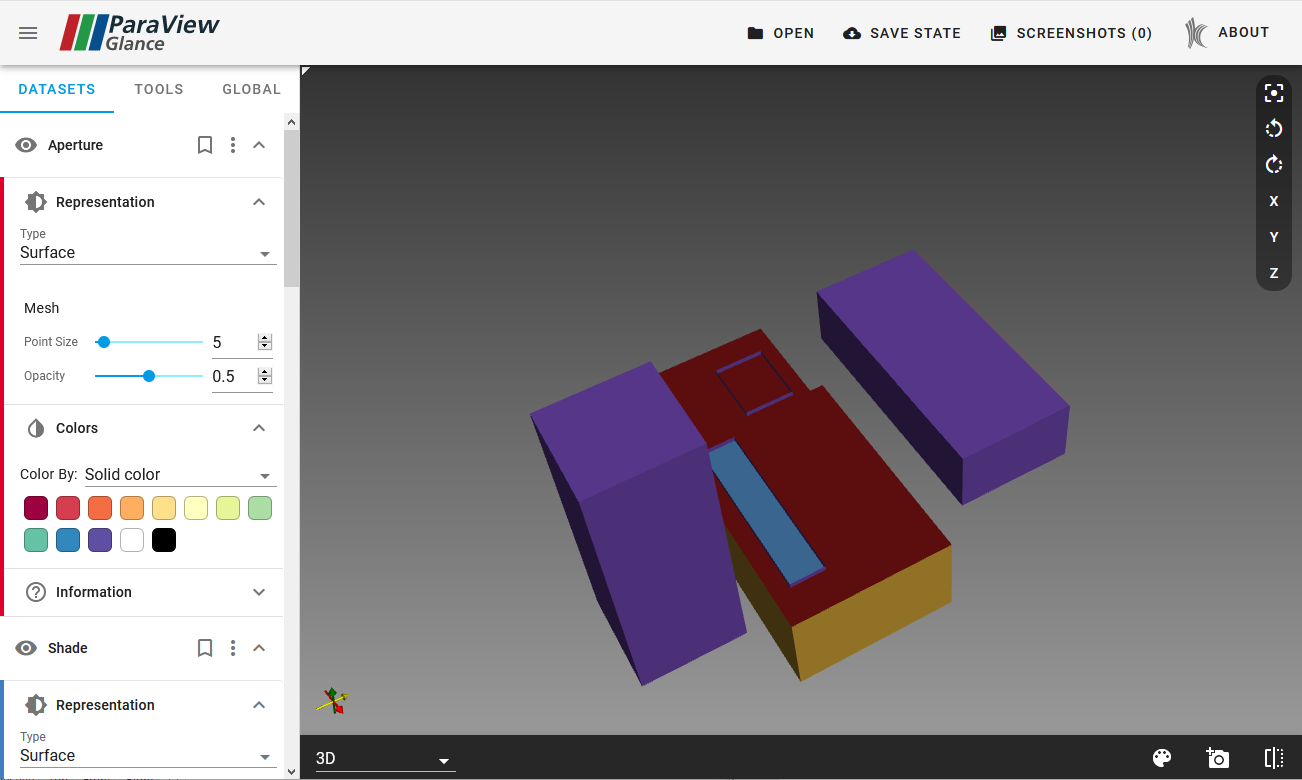 ParaView
Glance
OPEN
SAVE STATE
SCREENSHOTS (0)
ABOUT
DATASETS
TOOLS
GLOBAL
Aperture
Representation
Type
Surface
Mesh
Point Size
5
Opacity
0.5
Colors
Color By:
Solid color
Information
Shade
Representation
Type
Surface
X
Y
Z
3D